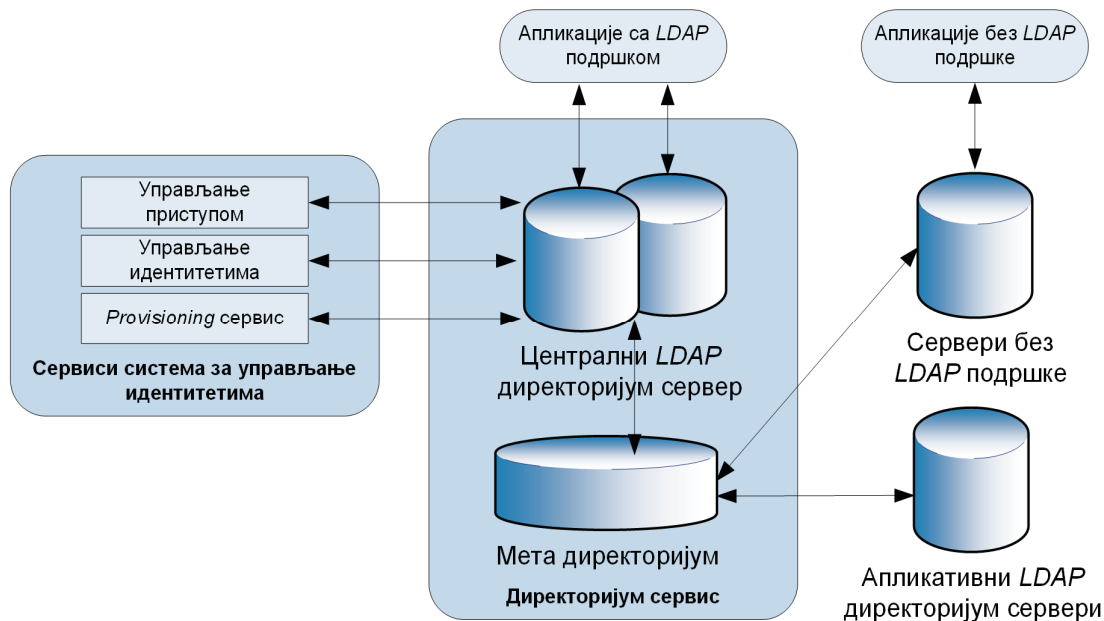 Апликације са LDAP
подршком
Апликације без LDAP
подршке
Управљање
приступом
Управљање
идентитетима
Provisioning сервис
Сервиси система за управљање
идентитетима
Централни LDAP
директоријум сервер
Мета директоријум
Директоријум сервис
Сервери без
LDAP подршке
Апликативни LDAP
директоријум сервери